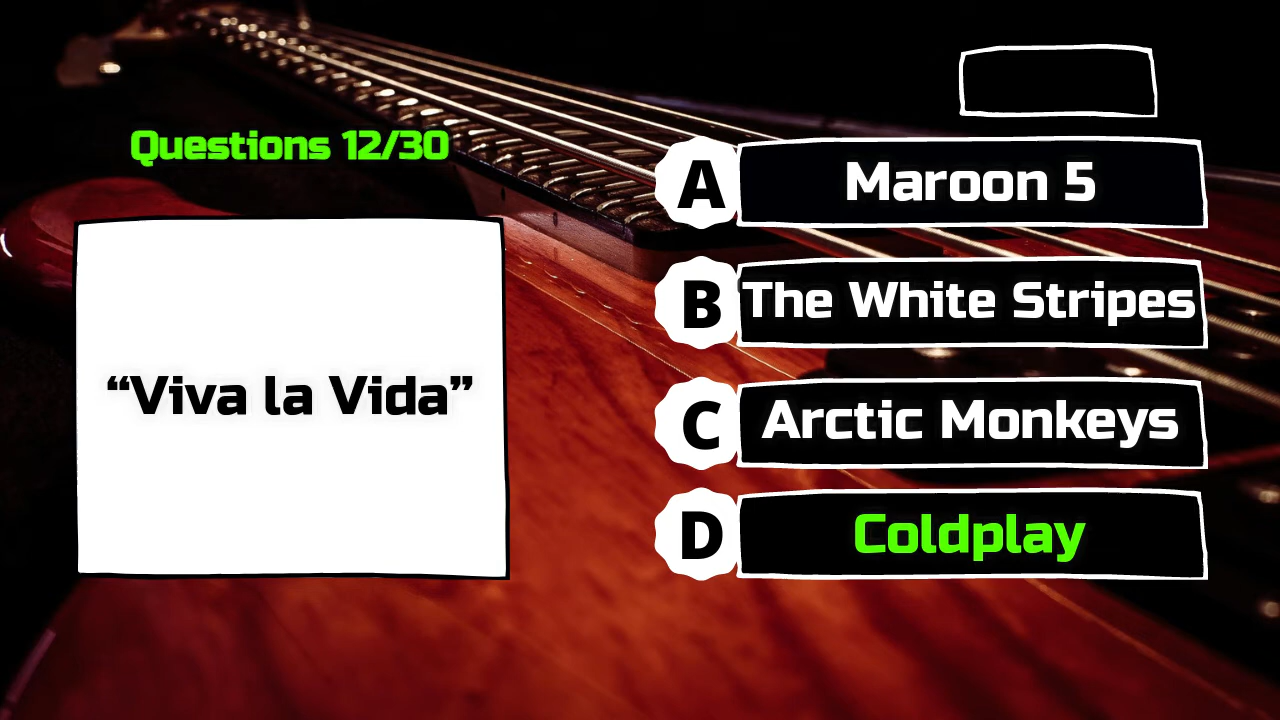 Questions 12/30
“Viva la Vida”
A Maroon 5
B The White Stripes
C Arctic Monkeys
D Coldplay